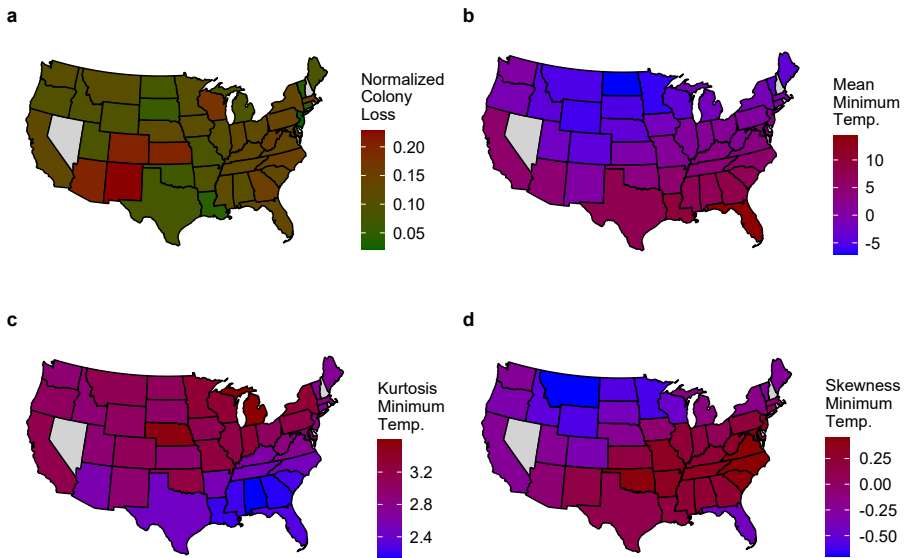 a
Normalized
Colony
Loss
0.20
0.15
0.10
0.05
b
Mean
Minimum
Temp.
10
5
0
-5
c
Kurtosis
Minimum
Temp.
3.2
2.8
2.4
d
Skewness
Minimum
Temp.
0.25
0.00
-0.25
-0.50